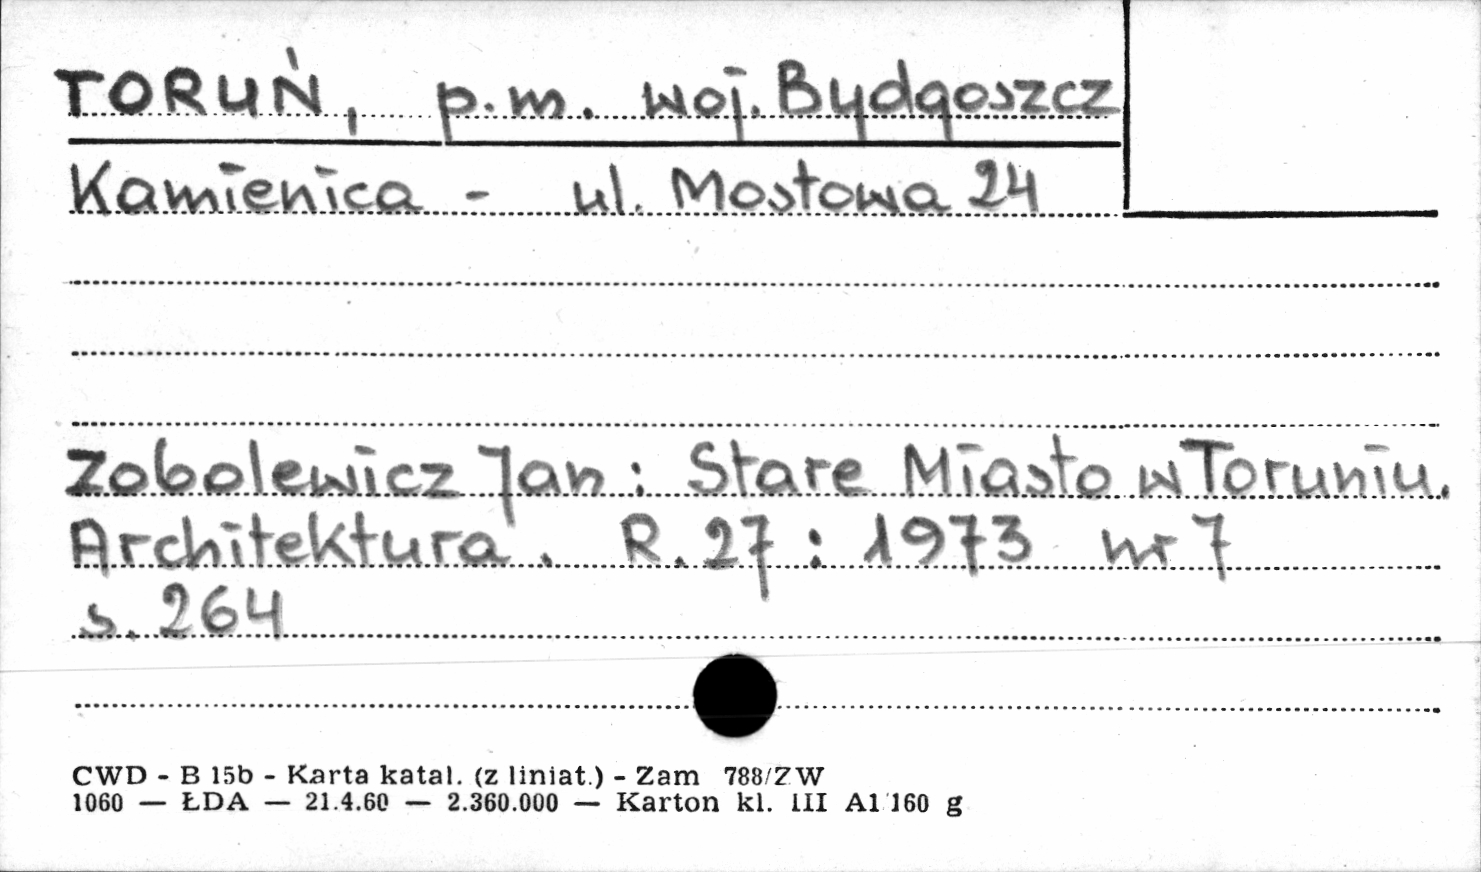 TORUŃ, p.m. woj. Bydgoszcz
Kamienica - ul. Mostowa 24
Zobolewicz Jan: Stare Miasto w Toruniu.
Architektura. R. 27: 1973 nr 7
s. 264
CWD - B 15b - Karta katal. (z liniat.) - Zam 788/ZW
1060 — ŁDA — 21.4.60 — 2.360.000 — Karton kl. III A1 160 g